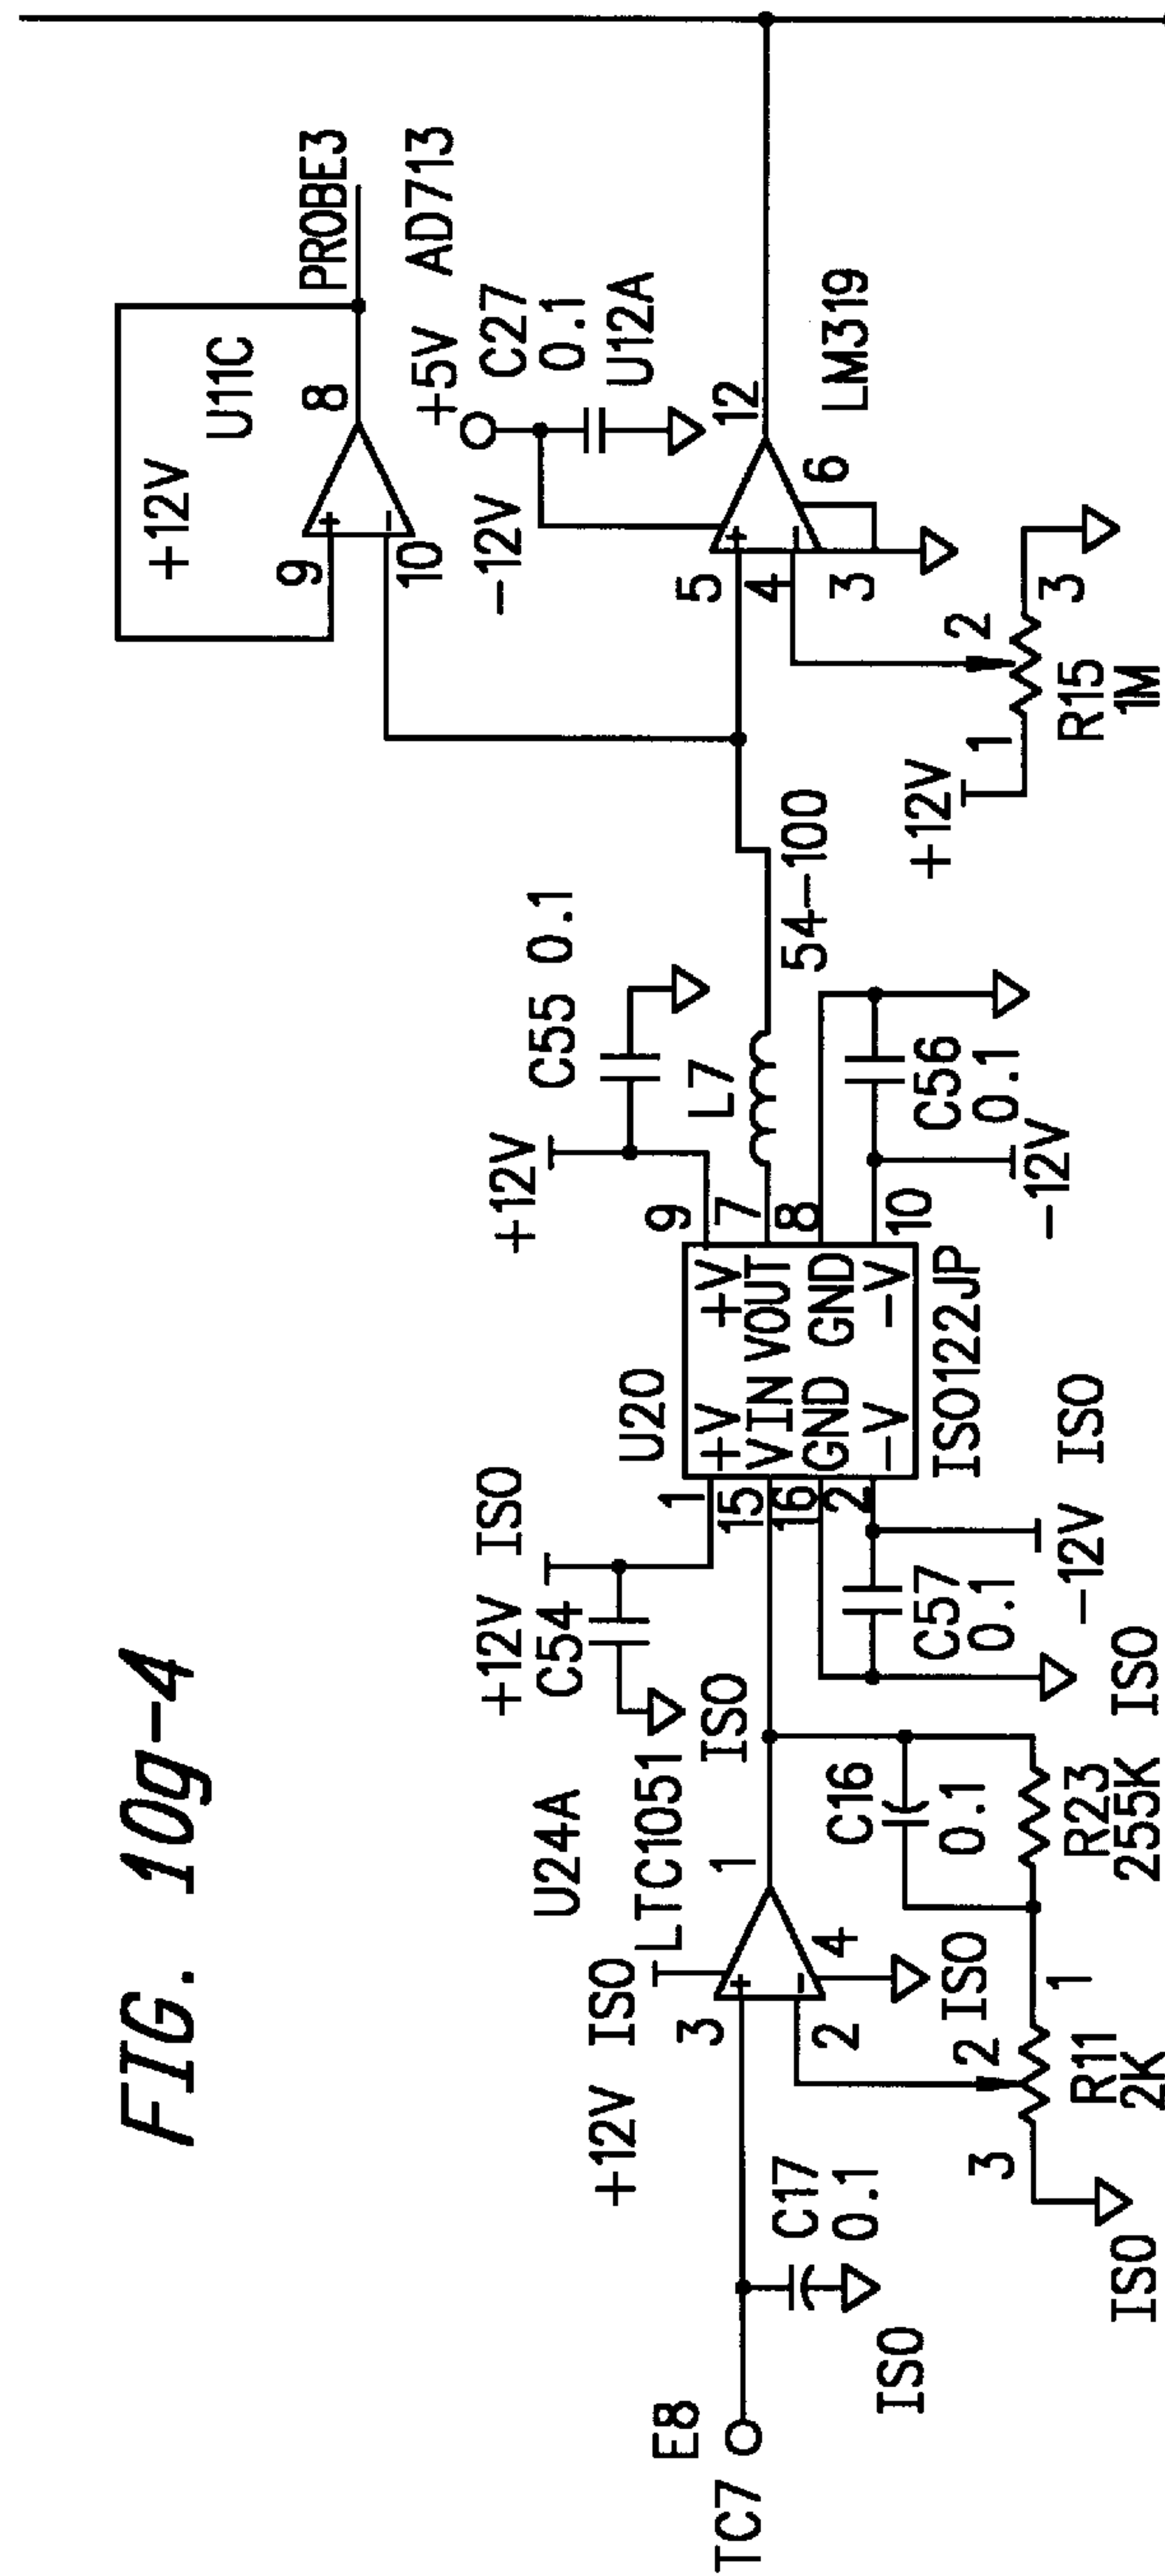 FIG. 10g-4
TC7
E8
C17
0.1
ISO
+12V ISO
U24A
LTC1051
3
+
-
2
1
4
ISO
R11
2K
3
2
1
ISO
C16
0.1
R23
255K
ISO
+12V ISO
C54
ISO
U20
1
15
16
2
+V +V
VIN VOUT
GND GND
-V -V
ISO122JP
9
7
8
10
C57
0.1
-12V ISO
+12V
C55 0.1
L7
54-100
C56
0.1
-12V
+12V
U11C
9
+
-
10
8
PROBE3
AD713
-12V
+5V
C27
0.1
U12A
5
+
4
-
3
12
6
LM319
+12V
1
2
3
R15
1M